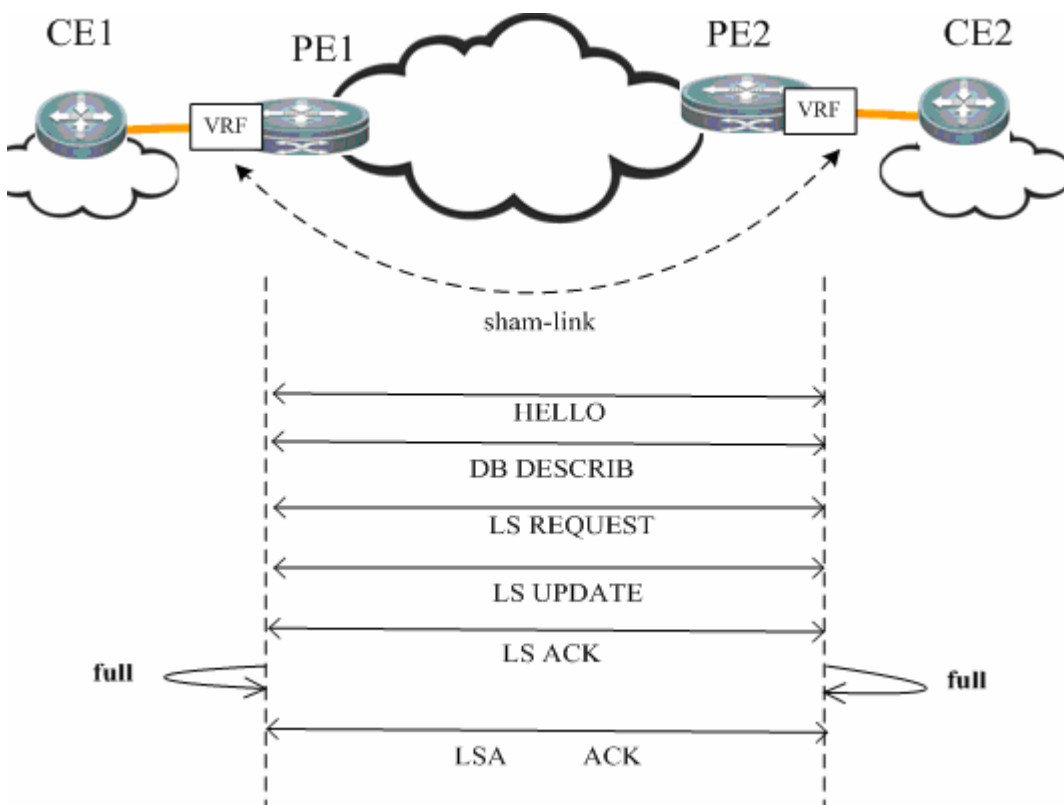 CE1
PE1
PE2
CE2
VRF
VRF
sham-link
HELLO
DB DESCRIB
LS REQUEST
LS UPDATE
LS ACK
full
full
LSA ACK